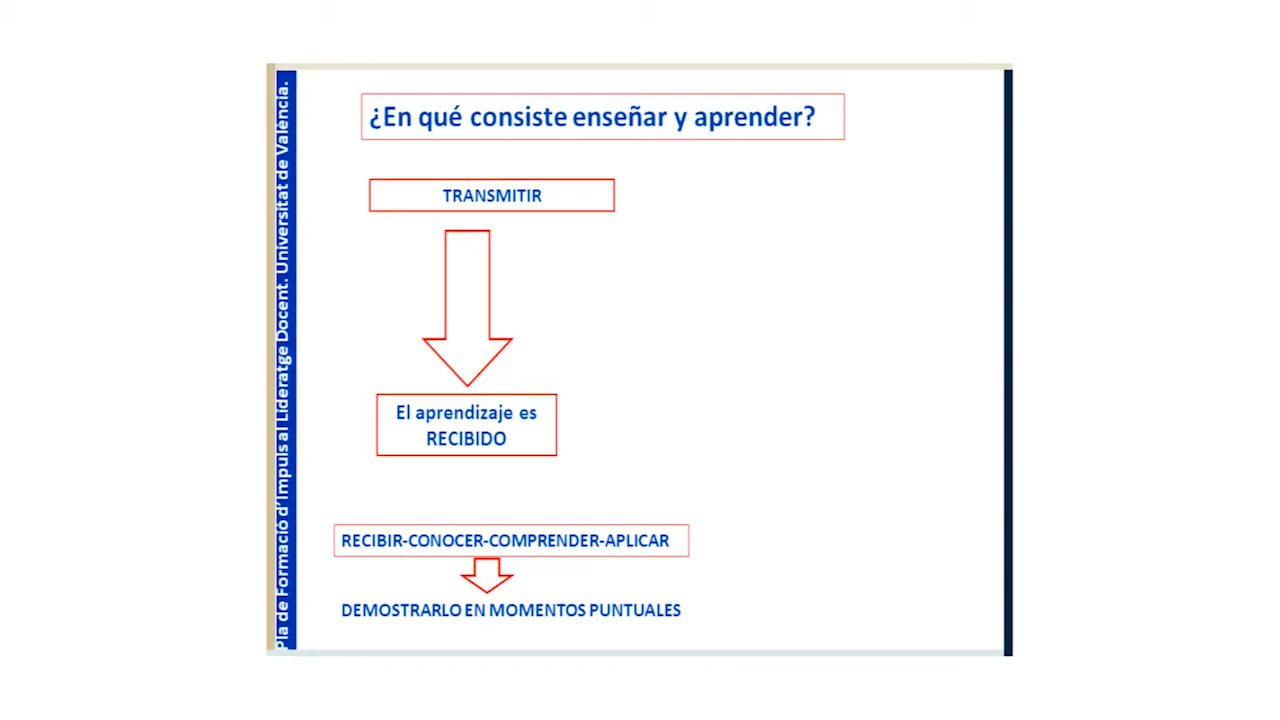 Pla de Formació d'Impuls al Lideratge Docent. Universitat de València.
¿En qué consiste enseñar y aprender?
TRANSMITIR
El aprendizaje es
RECIBIDO
RECIBIR-CONOCER-COMPRENDER-APLICAR
DEMOSTRARLO EN MOMENTOS PUNTUALES